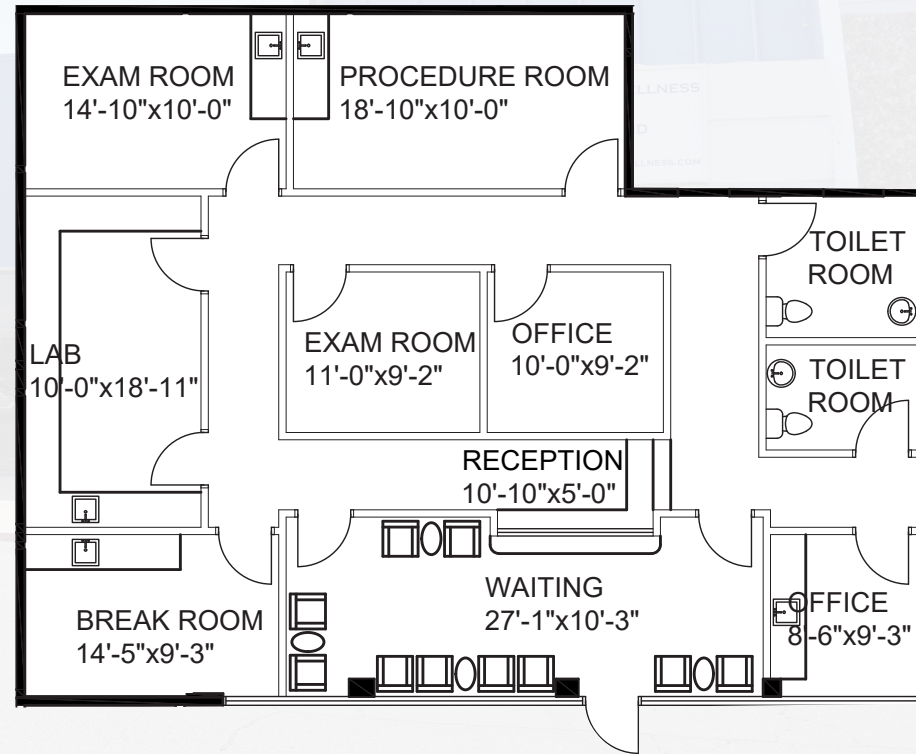 EXAM ROOM
14'-10"x10'-0"
PROCEDURE ROOM
18'-10"x10'-0"
TOILET
ROOM
LAB
10'-0"x18'-11"
EXAM ROOM
11'-0"x9'-2"
OFFICE
10'-0"x9'-2"
TOILET
ROOM
RECEPTION
10'-10"x5'-0"
WAITING
27'-1"x10'-3"
BREAK ROOM
14'-5"x9'-3"
OFFICE
8'-6"x9'-3"